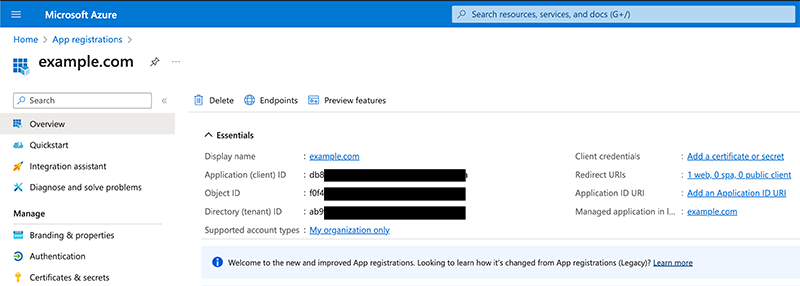 Microsoft Azure
Search resources, services, and docs (G+/)
Home > App registrations >
example.com
Search
«
Overview
Quickstart
Integration assistant
Diagnose and solve problems
Manage
Branding & properties
Authentication
Certificates & secrets
Delete Endpoints Preview features
Essentials
Display name : example.com
Application (client) ID : db8
Object ID : f0f4
Directory (tenant) ID : ab9
Supported account types : My organization only
Client credentials : Add a certificate or secret
Redirect URIs : 1 web, 0 spa, 0 public client
Application ID URI : Add an Application ID URI
Managed application in l... : example.com
Welcome to the new and improved App registrations. Looking to learn how it's changed from App registrations (Legacy)? Learn more